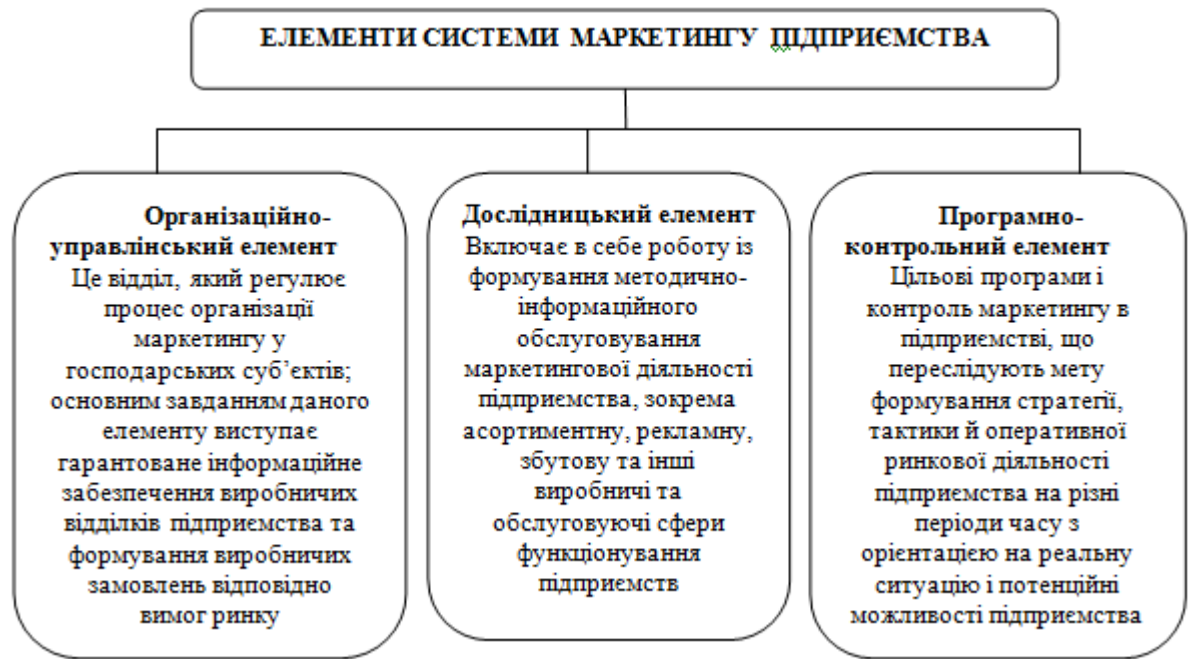 ЕЛЕМЕНТИ СИСТЕМИ МАРКЕТИНГУ ПІДПРИЄМСТВА
Організаційно-
управлінський елемент
Це відділ, який регулює
процес організації
маркетингу у
господарських суб’єктів;
основним завданням даного
елементу виступає
гарантоване інформаційне
забезпечення виробничих
відділків підприємства та
формування виробничих
замовлень відповідно
вимог ринку
Дослідницький елемент
Включає в себе роботу із
формування методично-
інформаційного
обслуговування
маркетингової діяльності
підприємства, зокрема
асортиментну, рекламну,
збутову та інші
виробничі та
обслуговуючі сфери
функціонування
підприємств
Програмно-
контрольний елемент
Цільові програми і
контроль маркетингу в
підприємстві, що
переслідують мету
формування стратегії,
тактики й оперативної
ринкової діяльності
підприємства на різні
періоди часу з
орієнтацією на реальну
ситуацію і потенційні
можливості підприємства